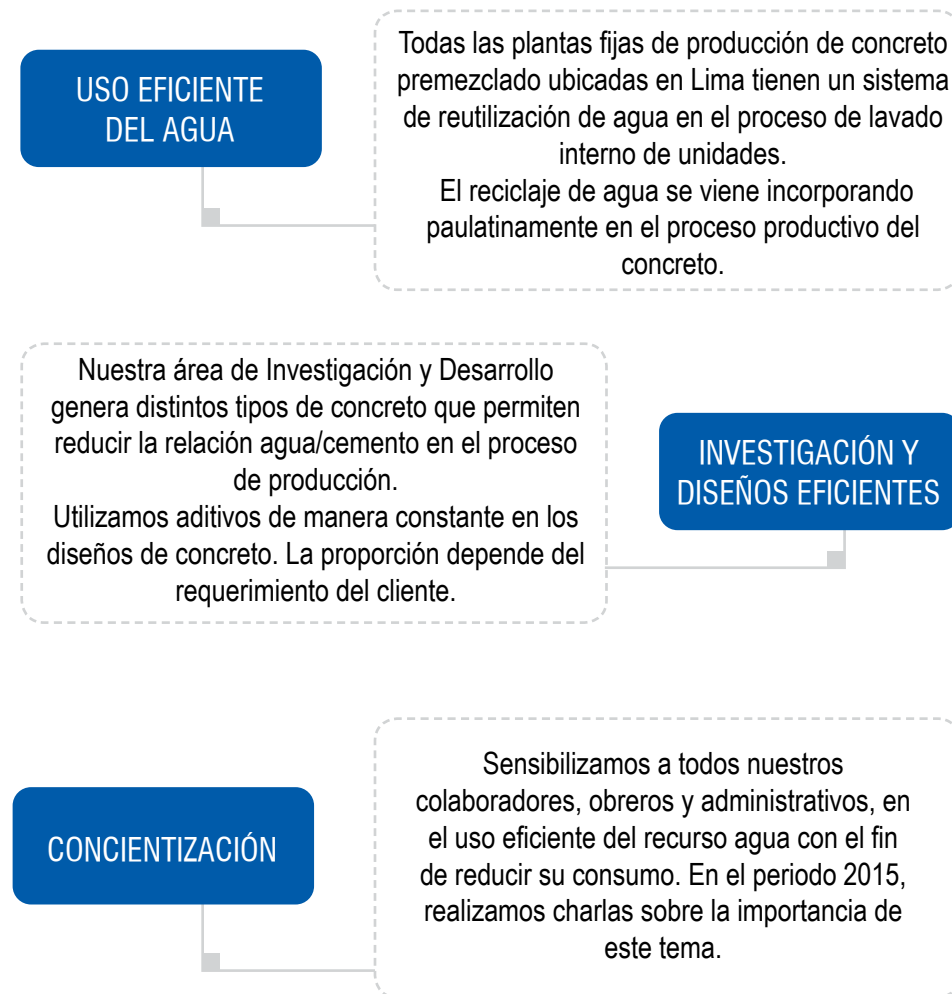 USO EFICIENTE
DEL AGUA
Todas las plantas fijas de producción de concreto
premezclado ubicadas en Lima tienen un sistema
de reutilización de agua en el proceso de lavado
interno de unidades.
El reciclaje de agua se viene incorporando
paulatinamente en el proceso productivo del
concreto.
Nuestra área de Investigación y Desarrollo
genera distintos tipos de concreto que permiten
reducir la relación agua/cemento en el proceso
de producción.
Utilizamos aditivos de manera constante en los
diseños de concreto. La proporción depende del
requerimiento del cliente.
INVESTIGACIÓN Y
DISEÑOS EFICIENTES
CONCIENTIZACIÓN
Sensibilizamos a todos nuestros
colaboradores, obreros y administrativos, en
el uso eficiente del recurso agua con el fin
de reducir su consumo. En el periodo 2015,
realizamos charlas sobre la importancia de
este tema.